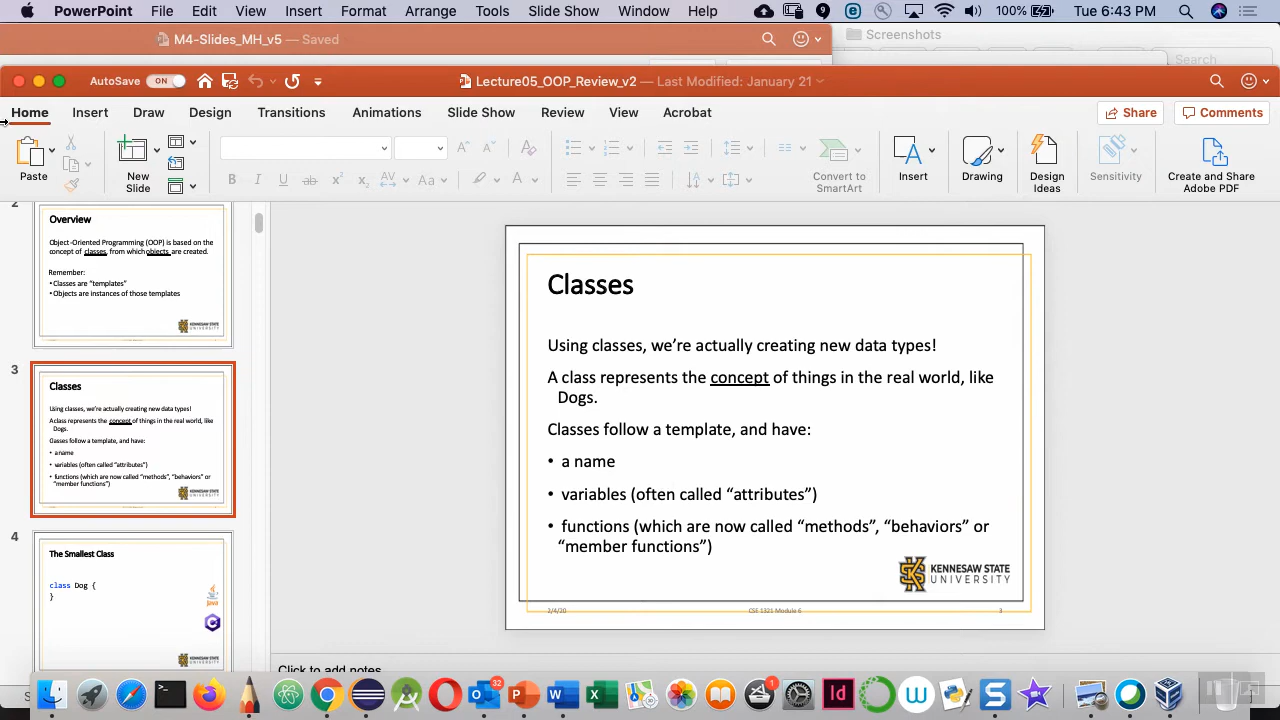 PowerPoint File Edit View Insert Format Arrange Tools Slide Show Window Help 9 100% Tue 6:43 PM
M4-Slides_MH_v5 — Saved
Screenshots
Search
AutoSave ON Lecture05_OOP_Review_v2 — Last Modified: January 21
Home Insert Draw Design Transitions Animations Slide Show Review View Acrobat Share Comments
Paste
New
Slide
Convert to
SmartArt
Insert
Drawing
Design
Ideas
Sensitivity
Create and Share
Adobe PDF
2
Overview
Object-Oriented Programming (OOP) is based on the
concept of classes, from which objects are created.
Remember:
•Classes are “templates”
•Objects are instances of those templates
KENNESAW STATE
UNIVERSITY
3
Classes
Using classes, we’re actually creating new data types!
A class represents the concept of things in the real world, like
Dogs.
Classes follow a template, and have:
• a name
• variables (often called “attributes”)
• functions (which are now called “methods”, “behaviors” or
“member functions”)
KENNESAW STATE
UNIVERSITY
4
The Smallest Class
class Dog {
}
Java
KENNESAW STATE
Classes
Using classes, we’re actually creating new data types!
A class represents the concept of things in the real world, like
Dogs.
Classes follow a template, and have:
• a name
• variables (often called “attributes”)
• functions (which are now called “methods”, “behaviors” or
“member functions”)
KENNESAW STATE
UNIVERSITY
2/4/20 CSE 1321 Module 6 3
Click to add notes
32
1